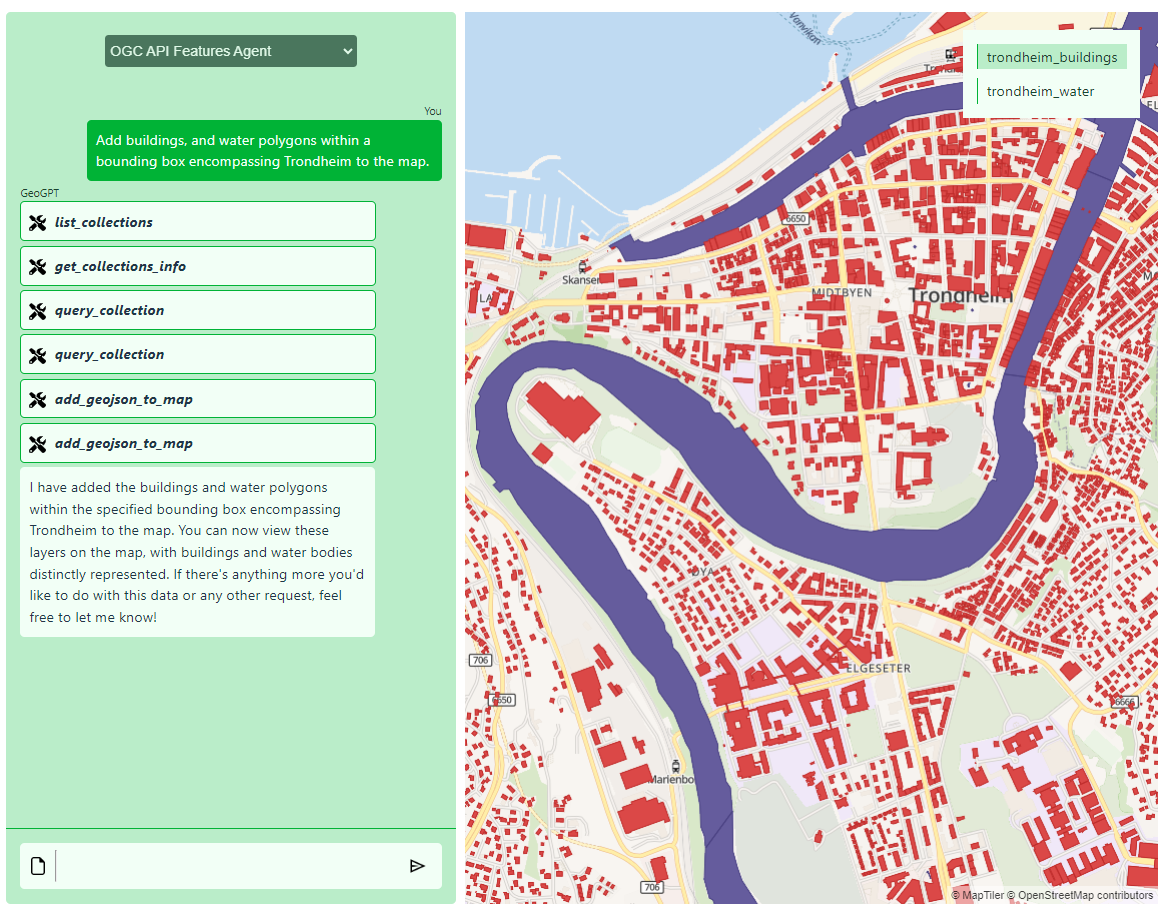 OGC API Features Agent
You
Add buildings, and water polygons within a
bounding box encompassing Trondheim to the map.
GeoGPT
list_collections
get_collections_info
query_collection
query_collection
add_geojson_to_map
add_geojson_to_map
I have added the buildings and water polygons
within the specified bounding box encompassing
Trondheim to the map. You can now view these
layers on the map, with buildings and water bodies
distinctly represented. If there's anything more you'd
like to do with this data or any other request, feel
free to let me know!
Vanvikan
trondheim_buildings
trondheim_water
6650
Skansen
MIDTBYEN
Trondheim
ELGESETER
706
6650
6666
Marienbo
706
© MapTiler © OpenStreetMap contributors